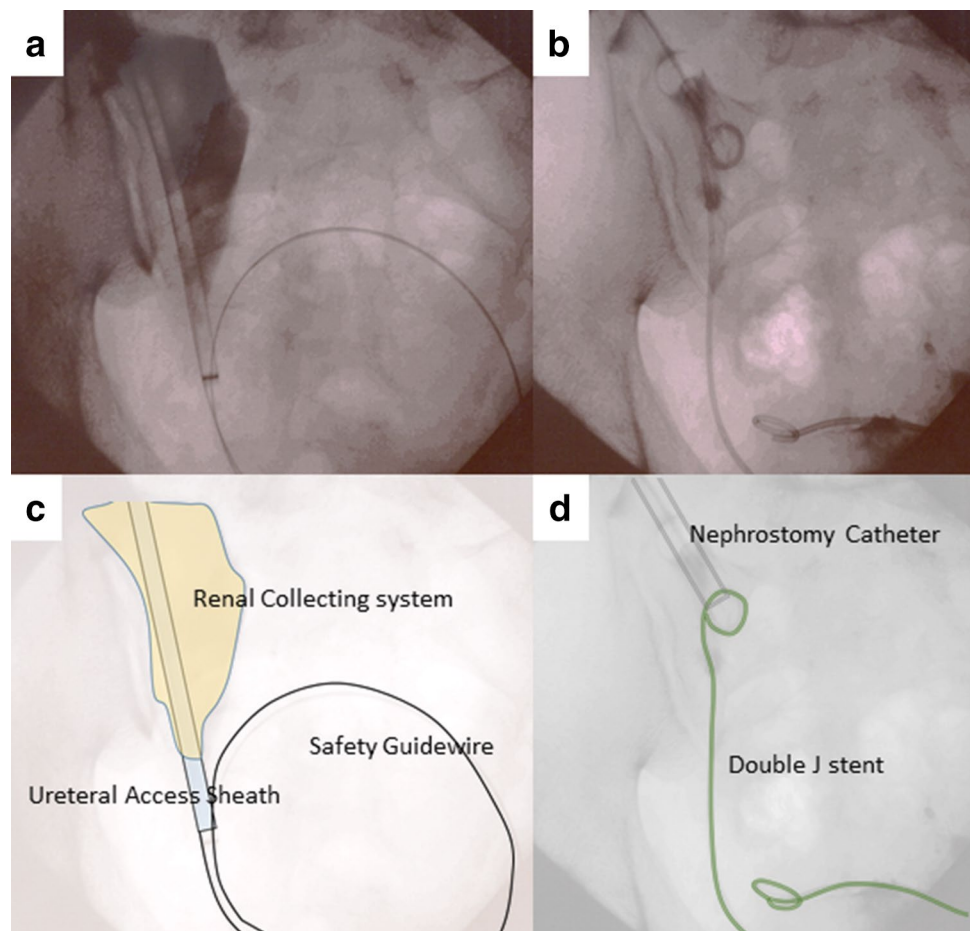 a
b
c
Renal Collecting system
Safety Guidewire
Ureteral Access Sheath
d
Nephrostomy Catheter
Double J stent